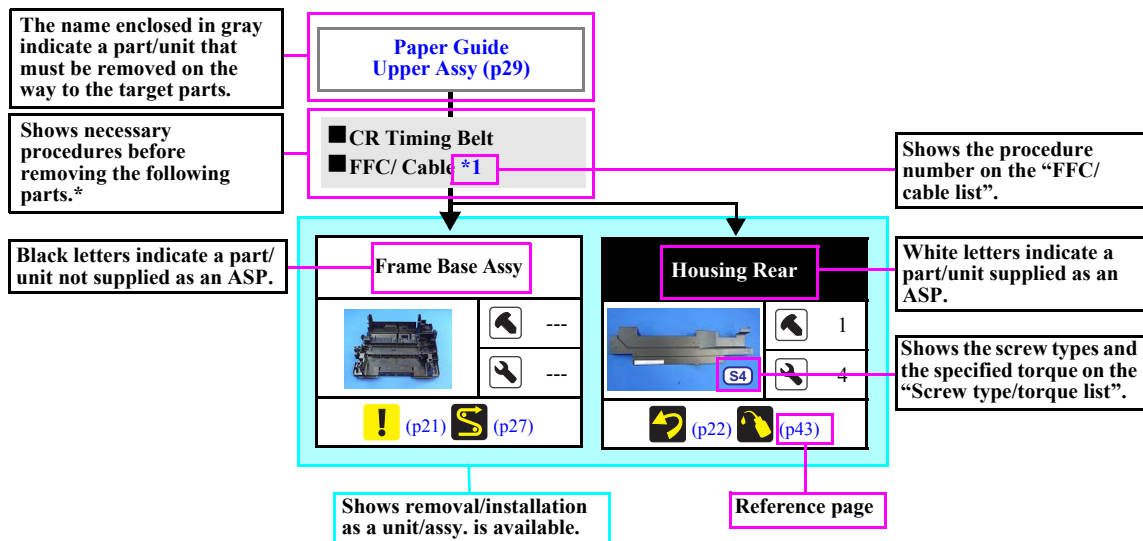 The name enclosed in gray
indicate a part/unit that
must be removed on the
way to the target parts.
Paper Guide
Upper Assy (p29)
Shows necessary
procedures before
removing the following
parts.*
■ CR Timing Belt
■ FFC/ Cable *1
Shows the procedure
number on the “FFC/
cable list”.
Black letters indicate a part/
unit not supplied as an ASP.
Frame Base Assy
---
---
(p21) (p27)
Housing Rear
1
S4
4
(p22) (p43)
White letters indicate a
part/unit supplied as an
ASP.
Shows the screw types and
the specified torque on the
“Screw type/torque list”.
Shows removal/installation
as a unit/assy. is available.
Reference page